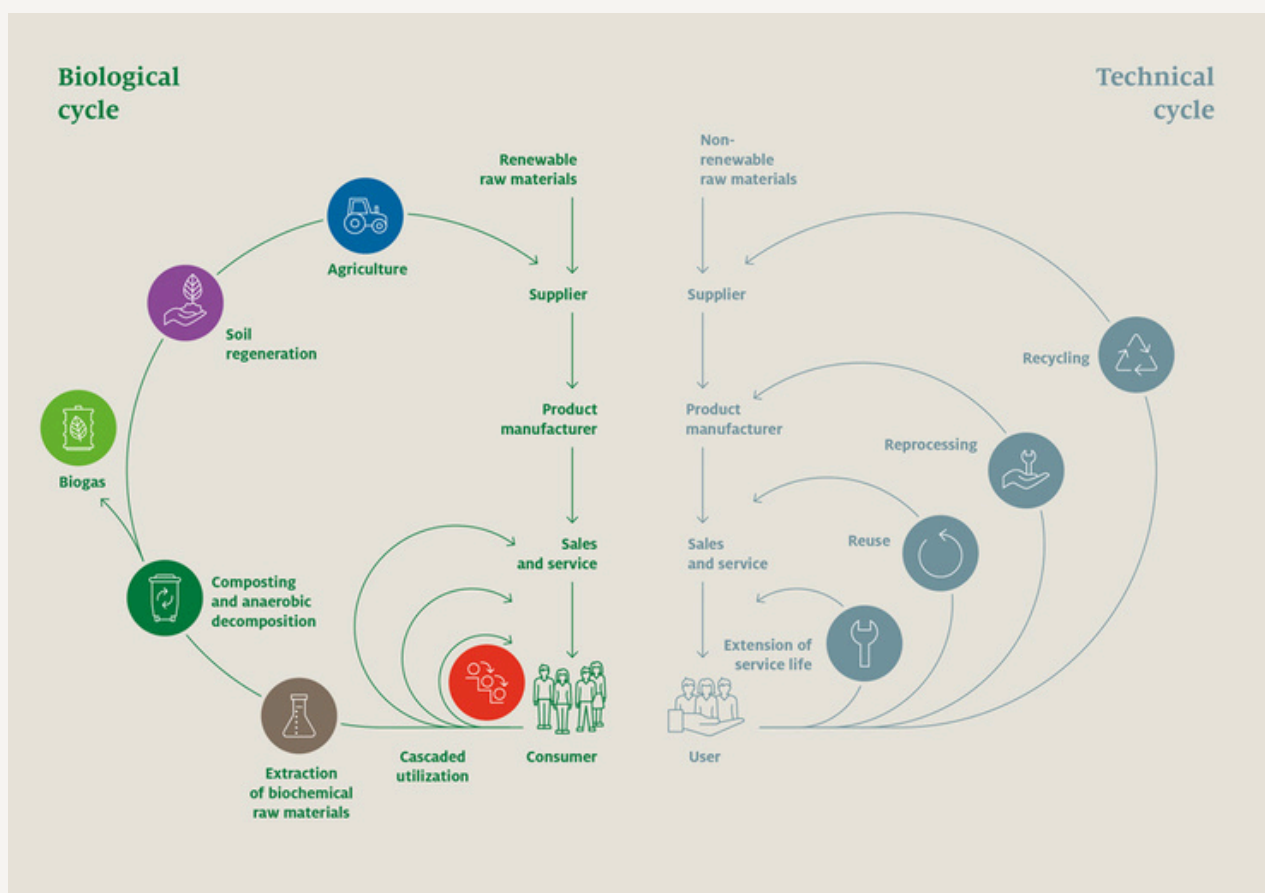 Biological
cycle
Technical
cycle
Renewable
raw materials
Non-
renewable
raw materials
Agriculture
Supplier
Supplier
Soil
regeneration
Recycling
Product
manufacturer
Product
manufacturer
Reprocessing
Biogas
Sales
and service
Sales
and service
Reuse
Composting
and anaerobic
decomposition
Extension of
service life
Cascaded
utilization
Consumer
User
Extraction
of biochemical
raw materials